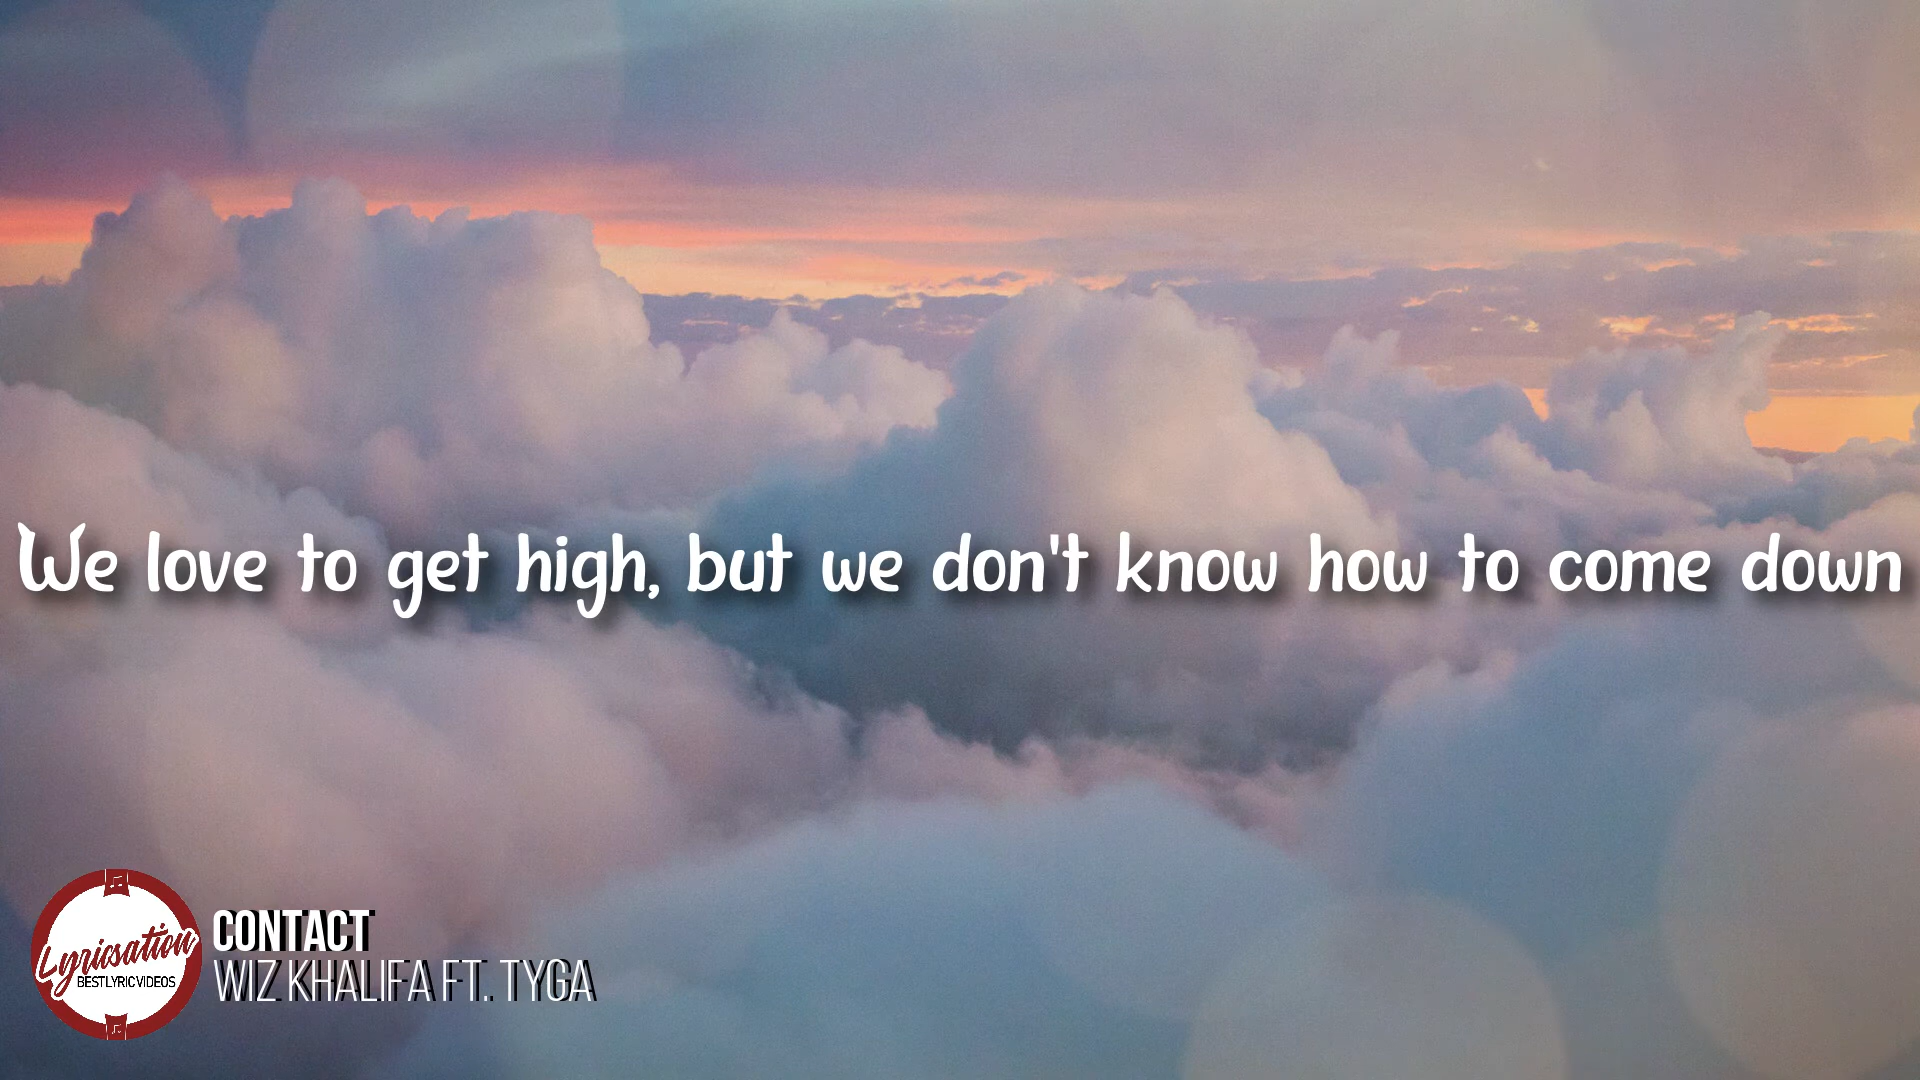 We love to get high, but we don't know how to come down
Lyricsation
BESTLYRICVIDEOS
CONTACT
WIZ KHALIFA FT. TYGA